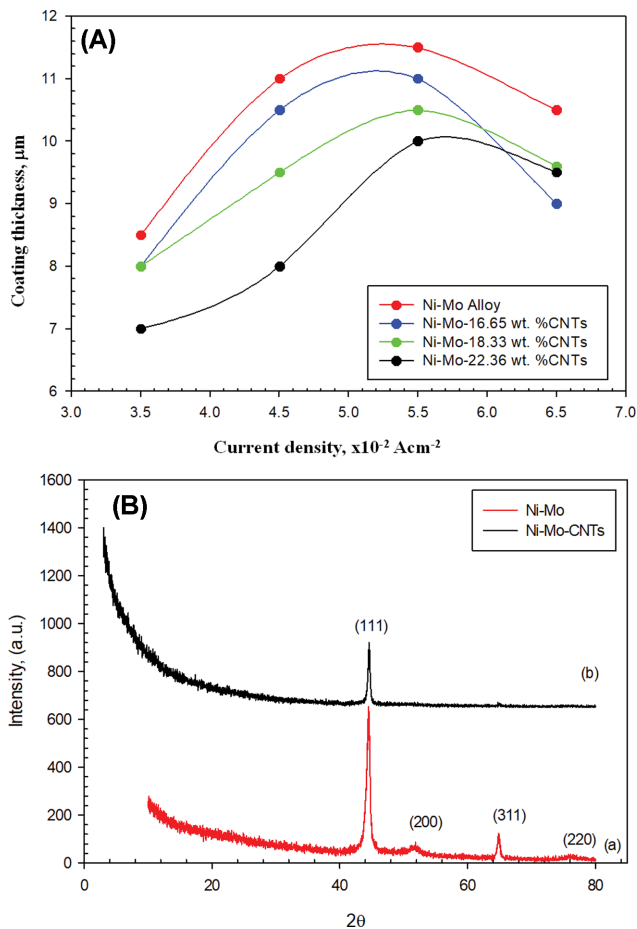 (A)
12
11
10
9
8
7
6
Coating thickness, μm
Ni-Mo Alloy
Ni-Mo-16.65 wt. %CNTs
Ni-Mo-18.33 wt. %CNTs
Ni-Mo-22.36 wt. %CNTs
3.0 3.5 4.0 4.5 5.0 5.5 6.0 6.5 7.0
Current density, x10⁻² Acm⁻²
(B)
1600
1400
1200
1000
800
600
400
200
0
Intensity, (a.u.)
Ni-Mo
Ni-Mo-CNTs
(111)
(b)
(200)
(311)
(220)
(a)
0 20 40 60 80
2θ